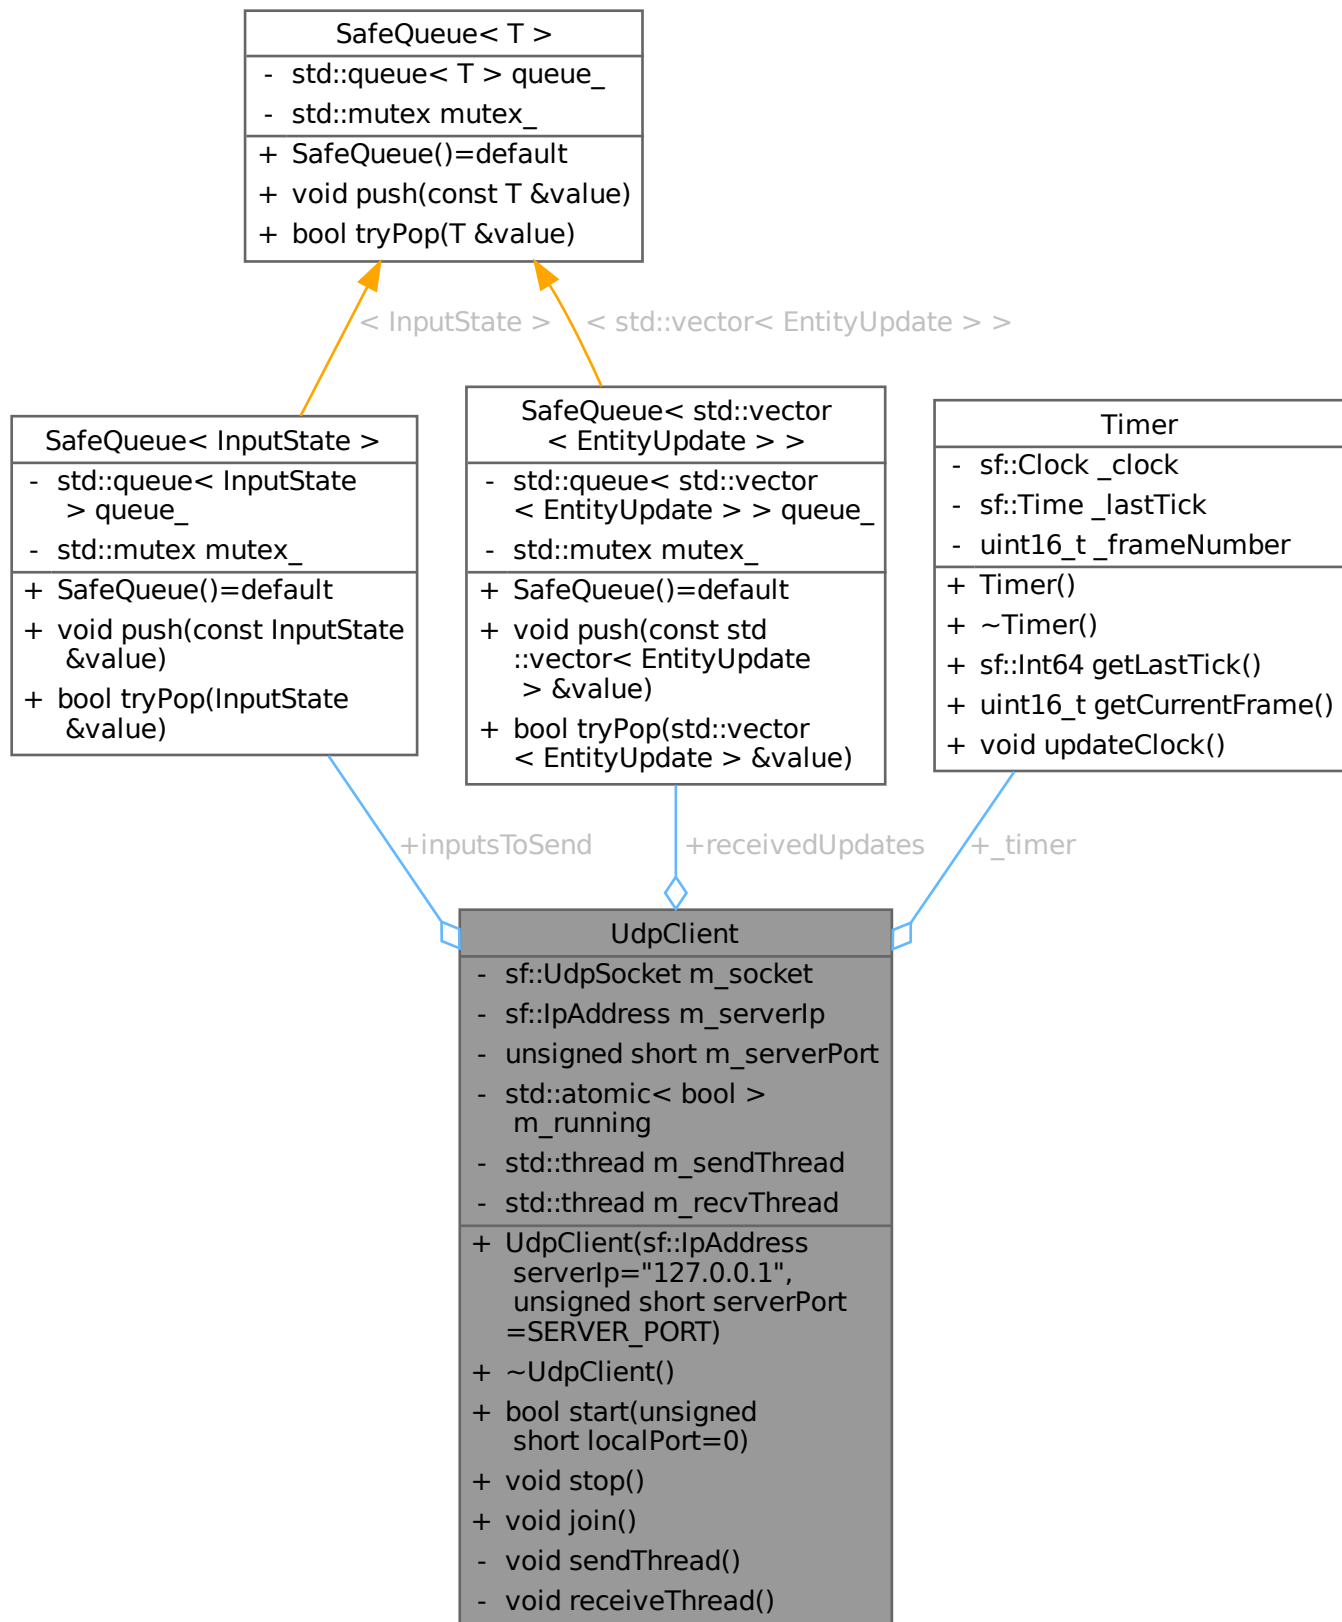 SafeQueue< T >
- std::queue< T > queue_
- std::mutex mutex_
+ SafeQueue()=default
+ void push(const T &value)
+ bool tryPop(T &value)
< InputState >
< std::vector< EntityUpdate > >
SafeQueue< InputState >
- std::queue< InputState
> queue_
- std::mutex mutex_
+ SafeQueue()=default
+ void push(const InputState
&value)
+ bool tryPop(InputState
&value)
SafeQueue< std::vector
< EntityUpdate > >
- std::queue< std::vector
< EntityUpdate > > queue_
- std::mutex mutex_
+ SafeQueue()=default
+ void push(const std
::vector< EntityUpdate
> &value)
+ bool tryPop(std::vector
< EntityUpdate > &value)
Timer
- sf::Clock _clock
- sf::Time _lastTick
- uint16_t _frameNumber
+ Timer()
+ ~Timer()
+ sf::Int64 getLastTick()
+ uint16_t getCurrentFrame()
+ void updateClock()
+inputsToSend
+receivedUpdates
+_timer
UdpClient
- sf::UdpSocket m_socket
- sf::IpAddress m_serverIp
- unsigned short m_serverPort
- std::atomic< bool >
m_running
- std::thread m_sendThread
- std::thread m_recvThread
+ UdpClient(sf::IpAddress
serverIp="127.0.0.1",
unsigned short serverPort
=SERVER_PORT)
+ ~UdpClient()
+ bool start(unsigned
short localPort=0)
+ void stop()
+ void join()
- void sendThread()
- void receiveThread()